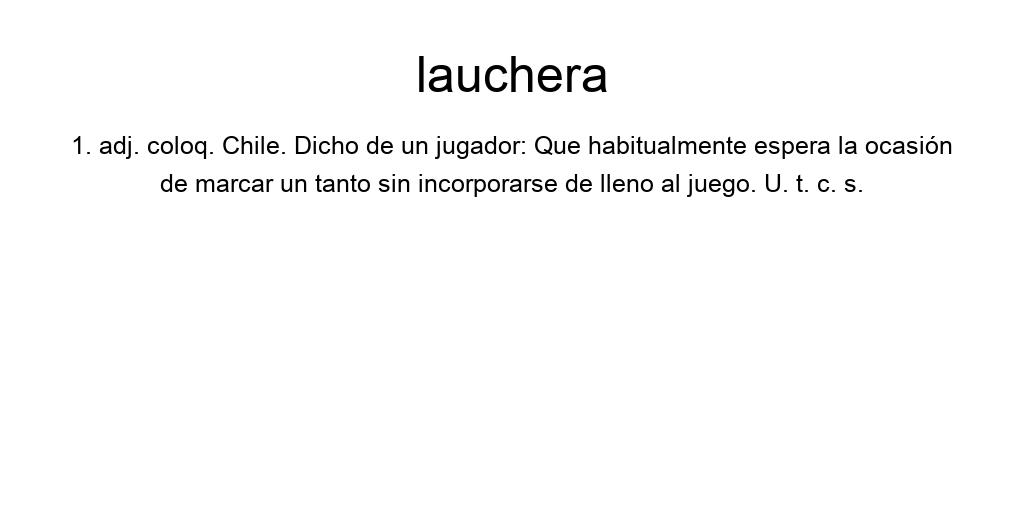 lauchera
1. adj. coloq. Chile. Dicho de un jugador: Que habitualmente espera la ocasión
de marcar un tanto sin incorporarse de lleno al juego. U. t. c. s.